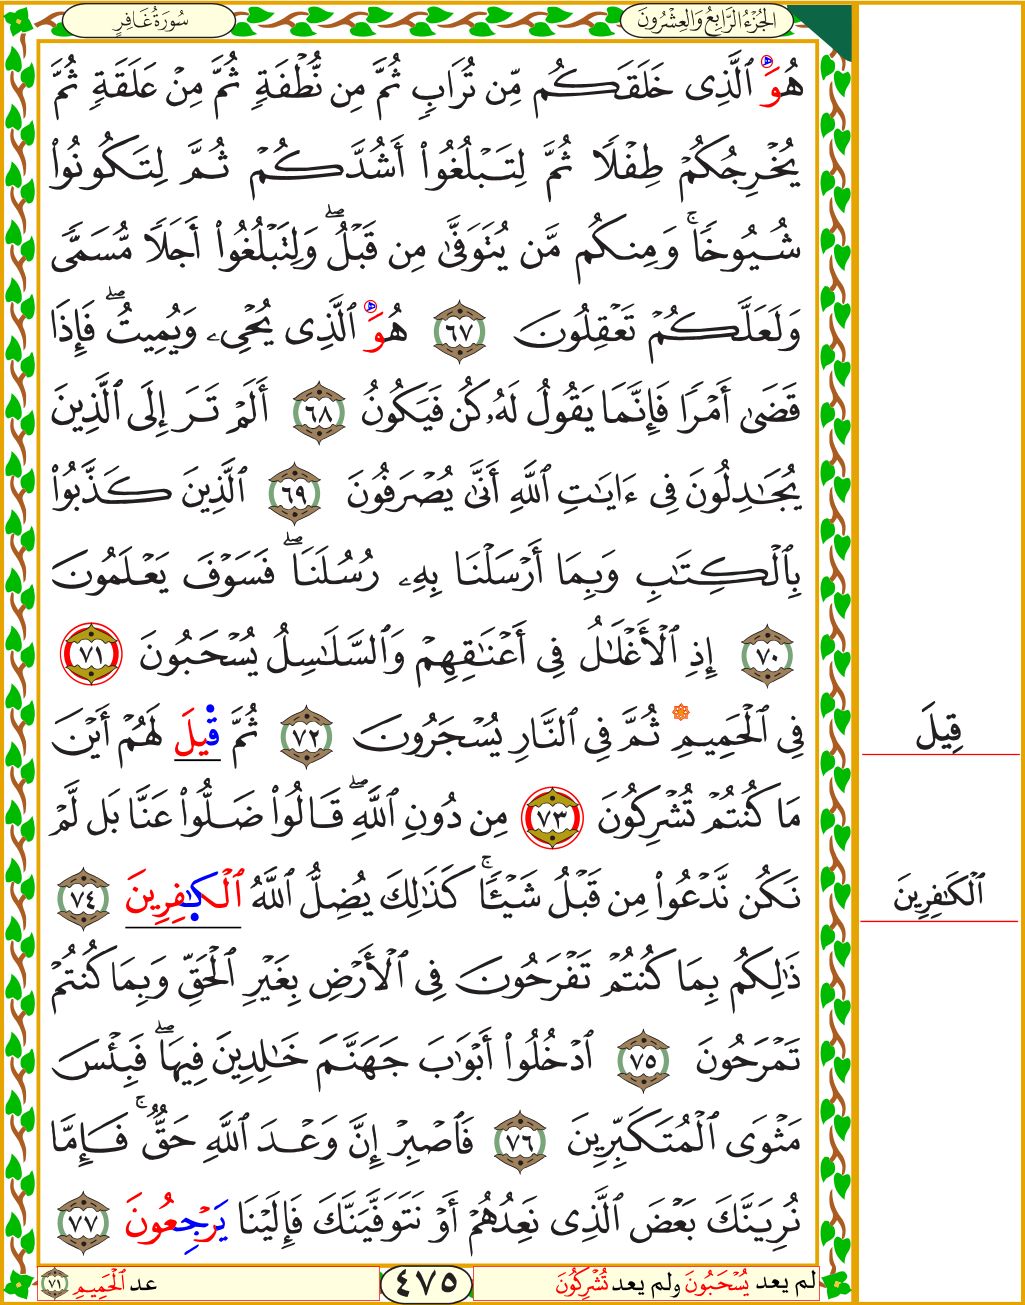 الجُزْءُ الرَّابِعُ وَالعِشْرُونَ
سُورَةُ غَافِرٍ
هُوَ ٱلَّذِى خَلَقَكُم مِّن تُرَابٍ ثُمَّ مِن نُّطْفَةٍ ثُمَّ مِنْ عَلَقَةٍ ثُمَّ
يُخْرِجُكُمْ طِفْلًا ثُمَّ لِتَبْلُغُوٓا۟ أَشُدَّكُمْ ثُمَّ لِتَكُونُوا۟
شُيُوخًا ۚ وَمِنكُم مَّن يُتَوَفَّىٰ مِن قَبْلُ ۖ وَلِتَبْلُغُوٓا۟ أَجَلًا مُّسَمًّى
وَلَعَلَّكُمْ تَعْقِلُونَ ٦٧ هُوَ ٱلَّذِى يُحْىِۦ وَيُمِيتُ ۖ فَإِذَا
قَضَىٰٓ أَمْرًا فَإِنَّمَا يَقُولُ لَهُۥ كُن فَيَكُونُ ٦٨ أَلَمْ تَرَ إِلَى ٱلَّذِينَ
يُجَـٰدِلُونَ فِىٓ ءَايَـٰتِ ٱللَّهِ أَنَّىٰ يُصْرَفُونَ ٦٩ ٱلَّذِينَ كَذَّبُوا۟
بِٱلْكِتَـٰبِ وَبِمَآ أَرْسَلْنَا بِهِۦ رُسُلَنَا ۖ فَسَوْفَ يَعْلَمُونَ
٧٠ إِذِ ٱلْأَغْلَـٰلُ فِىٓ أَعْنَـٰقِهِمْ وَٱلسَّلَـٰسِلُ يُسْحَبُونَ ٧١
فِى ٱلْحَمِيمِ ثُمَّ فِى ٱلنَّارِ يُسْجَرُونَ ٧٢ ثُمَّ قِيلَ لَهُمْ أَيْنَ
قِيلَ
مَا كُنتُمْ تُشْرِكُونَ ٧٣ مِن دُونِ ٱللَّهِ ۖ قَالُوا۟ ضَلُّوا۟ عَنَّا بَل لَّمْ
نَكُن نَّدْعُوا۟ مِن قَبْلُ شَيْـًٔا ۚ كَذَٰلِكَ يُضِلُّ ٱللَّهُ ٱلْكَـٰفِرِينَ ٧٤
ٱلْكَـٰفِرِينَ
ذَٰلِكُم بِمَا كُنتُمْ تَفْرَحُونَ فِى ٱلْأَرْضِ بِغَيْرِ ٱلْحَقِّ وَبِمَا كُنتُمْ
تَمْرَحُونَ ٧٥ ٱدْخُلُوٓا۟ أَبْوَٰبَ جَهَنَّمَ خَـٰلِدِينَ فِيهَا ۖ فَبِئْسَ
مَثْوَى ٱلْمُتَكَبِّرِينَ ٧٦ فَٱصْبِرْ إِنَّ وَعْدَ ٱللَّهِ حَقٌّ ۚ فَإِمَّا
نُرِيَنَّكَ بَعْضَ ٱلَّذِى نَعِدُهُمْ أَوْ نَتَوَفَّيَنَّكَ فَإِلَيْنَا يَرْجِعُونَ ٧٧
لم يعد يُسْحَبُونَ ولم يعد تُشْرِكُونَ
٤٧٥
عد ٱلْحَمِيمِ ٧١